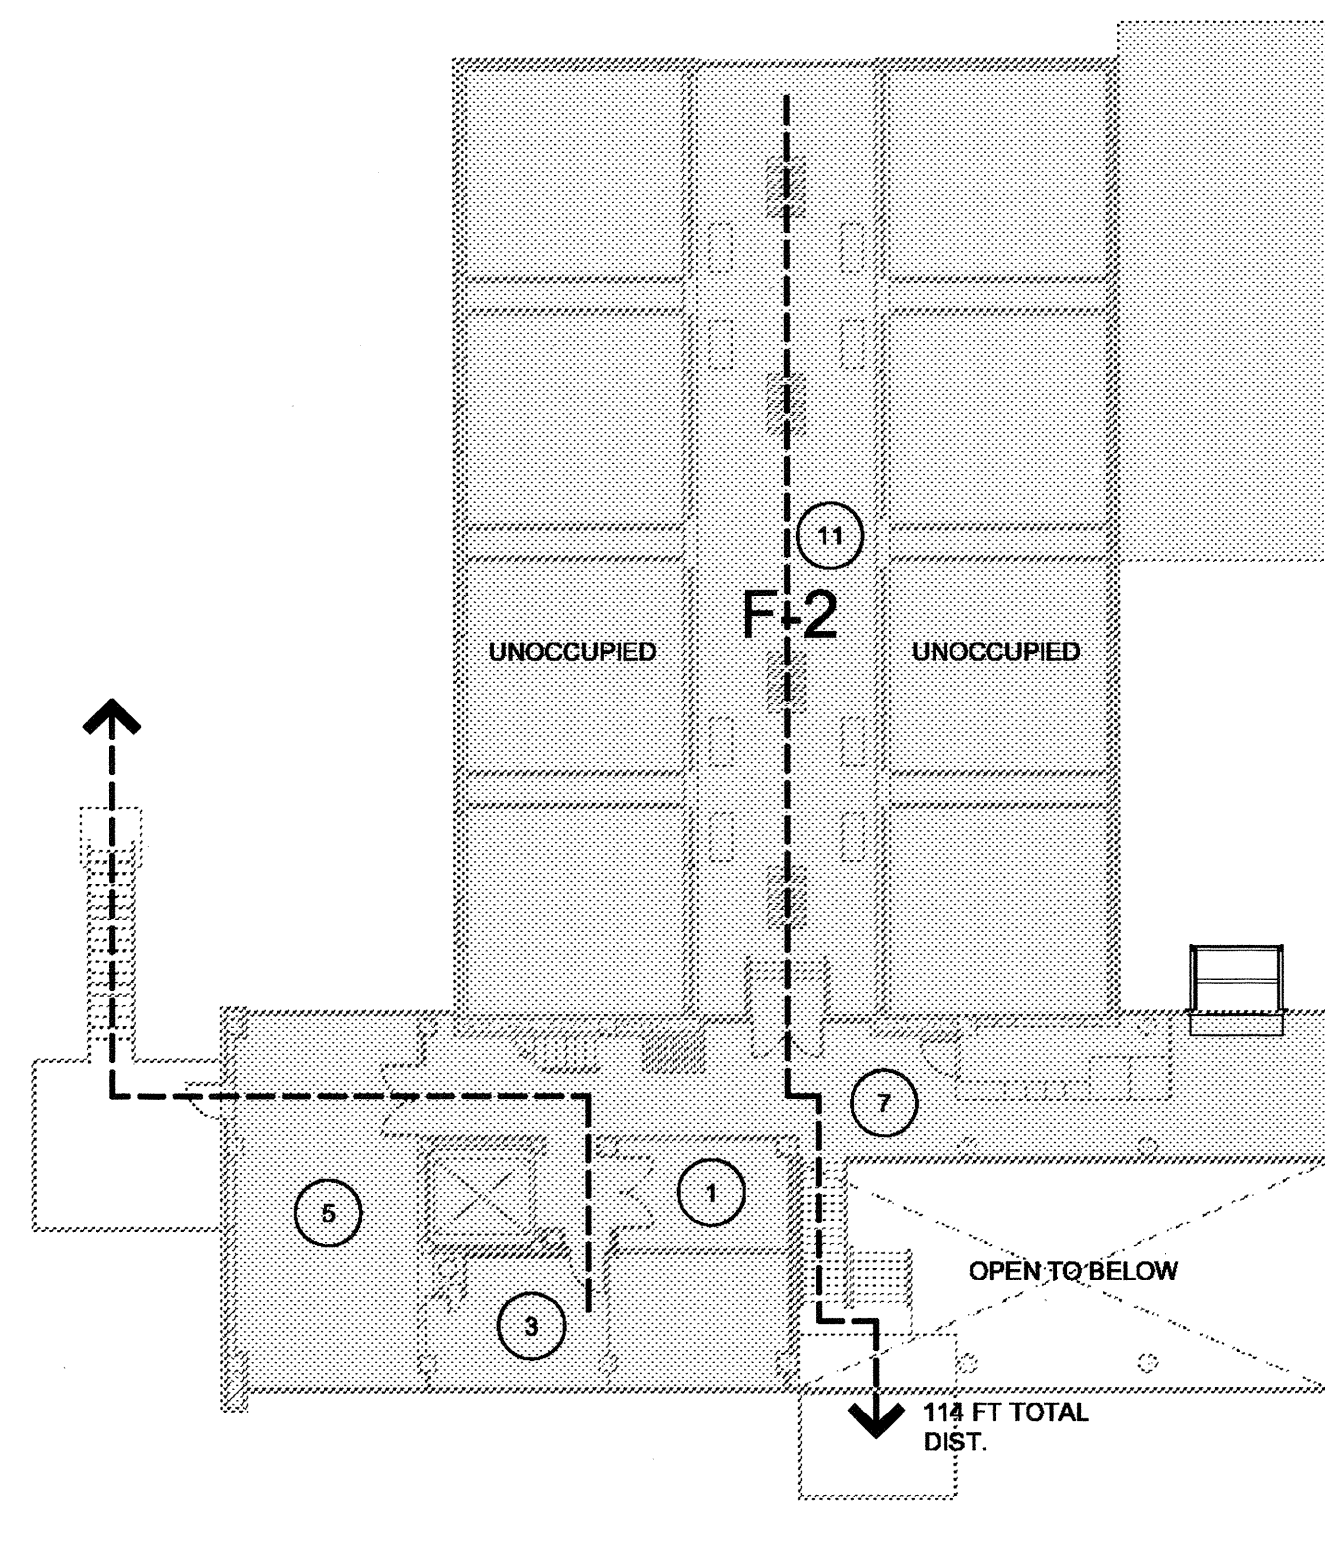 11
F-2
UNOCCUPIED
UNOCCUPIED
7
1
5
OPEN TO BELOW
3
114 FT TOTAL
DIST.